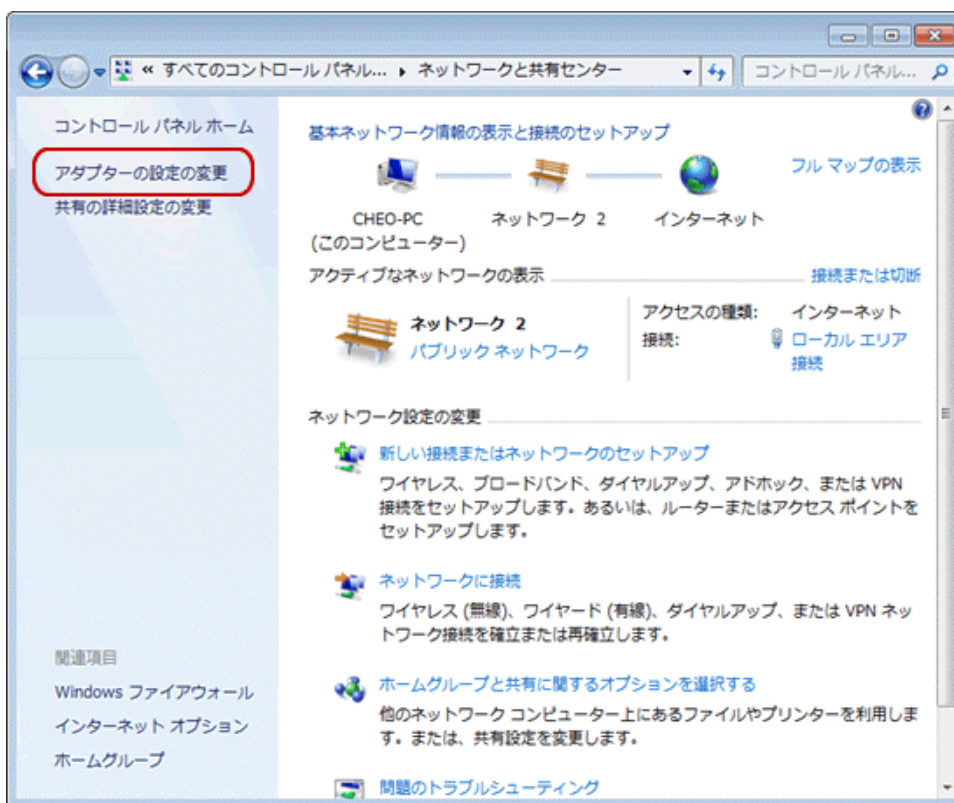 « すべてのコントロール パネル... ▸ ネットワークと共有センター
コントロール パネル...
コントロール パネル ホーム
アダプターの設定の変更
共有の詳細設定の変更
基本ネットワーク情報の表示と接続のセットアップ
フル マップの表示
CHEO-PC
(このコンピューター)
ネットワーク 2
インターネット
アクティブなネットワークの表示
接続または切断
ネットワーク 2
パブリック ネットワーク
アクセスの種類:
インターネット
接続:
ローカル エリア
接続
ネットワーク設定の変更
新しい接続またはネットワークのセットアップ
ワイヤレス、ブロードバンド、ダイヤルアップ、アドホック、または VPN
接続をセットアップします。あるいは、ルーターまたはアクセス ポイントを
セットアップします。
ネットワークに接続
ワイヤレス (無線)、ワイヤード (有線)、ダイヤルアップ、または VPN ネッ
トワーク接続を確立または再確立します。
ホームグループと共有に関するオプションを選択する
他のネットワーク コンピューター上にあるファイルやプリンターを利用しま
す。または、共有設定を変更します。
問題のトラブルシューティング
関連項目
Windows ファイアウォール
インターネット オプション
ホームグループ